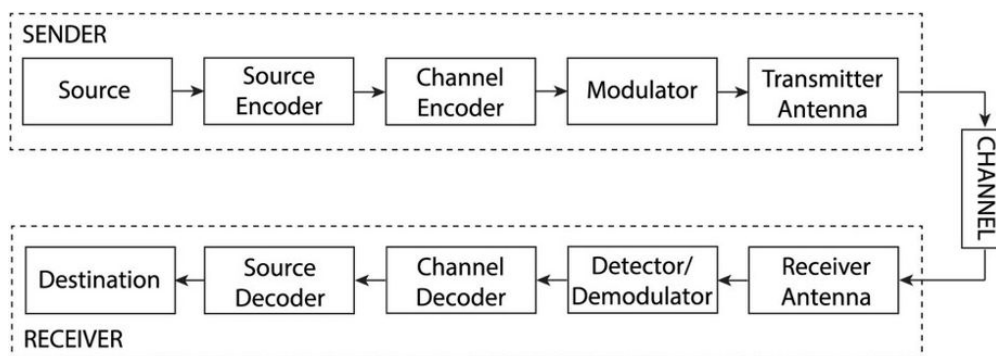 SENDER
Source
Source
Encoder
Channel
Encoder
Modulator
Transmitter
Antenna
CHANNEL
Destination
Source
Decoder
Channel
Decoder
Detector/
Demodulator
Receiver
Antenna
RECEIVER